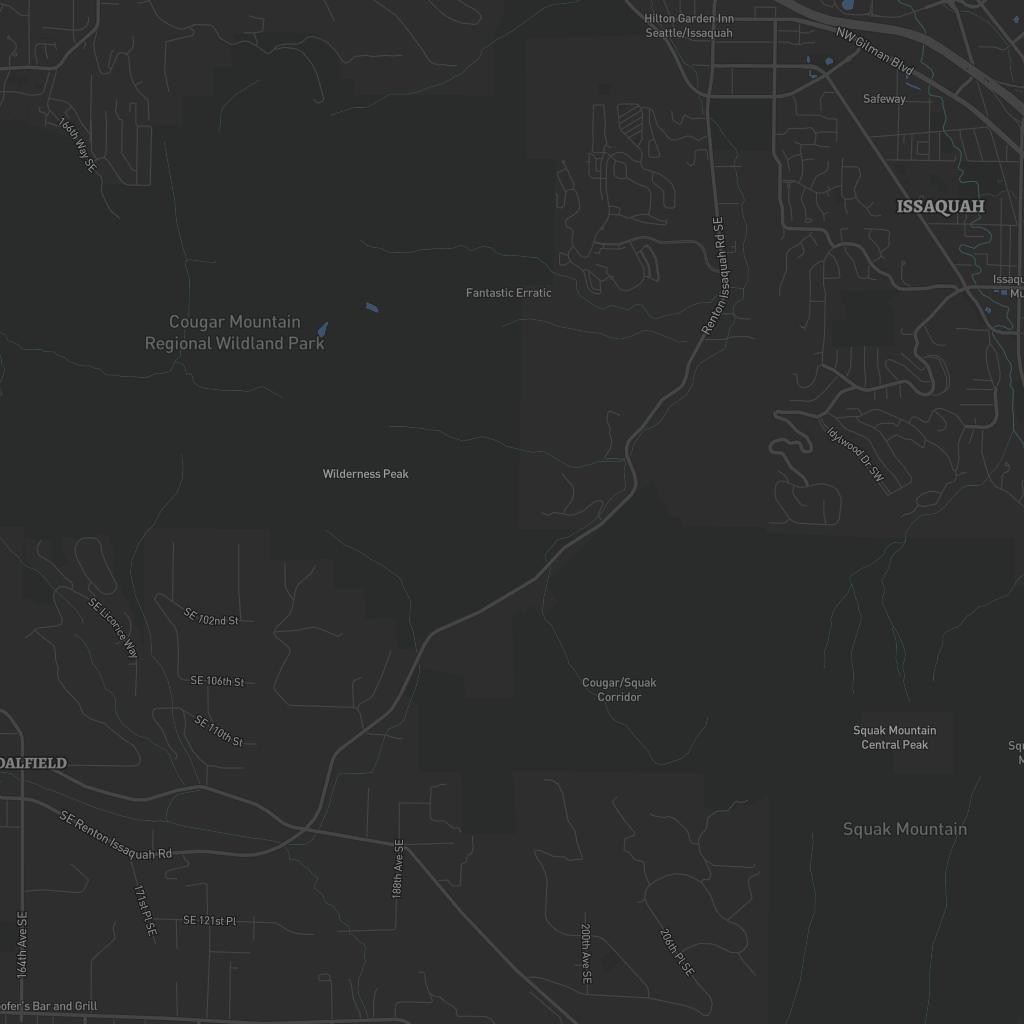 Hilton Garden Inn
Seattle/Issaquah
NW Gilman Blvd
Safeway
166th Way SE
ISSAQUAH
Renton Issaquah Rd SE
Fantastic Erratic
Cougar Mountain
Regional Wildland Park
Idylwood Dr SW
Wilderness Peak
SE Licorice Way
SE 102nd St
SE 106th St
SE 110th St
Cougar/Squak
Corridor
Squak Mountain
Central Peak
Squak Mountain
SE Renton Issaquah Rd
188th Ave SE
171st Pl SE
SE 121st Pl
164th Ave SE
200th Ave SE
206th Pl SE
Bar and Grill